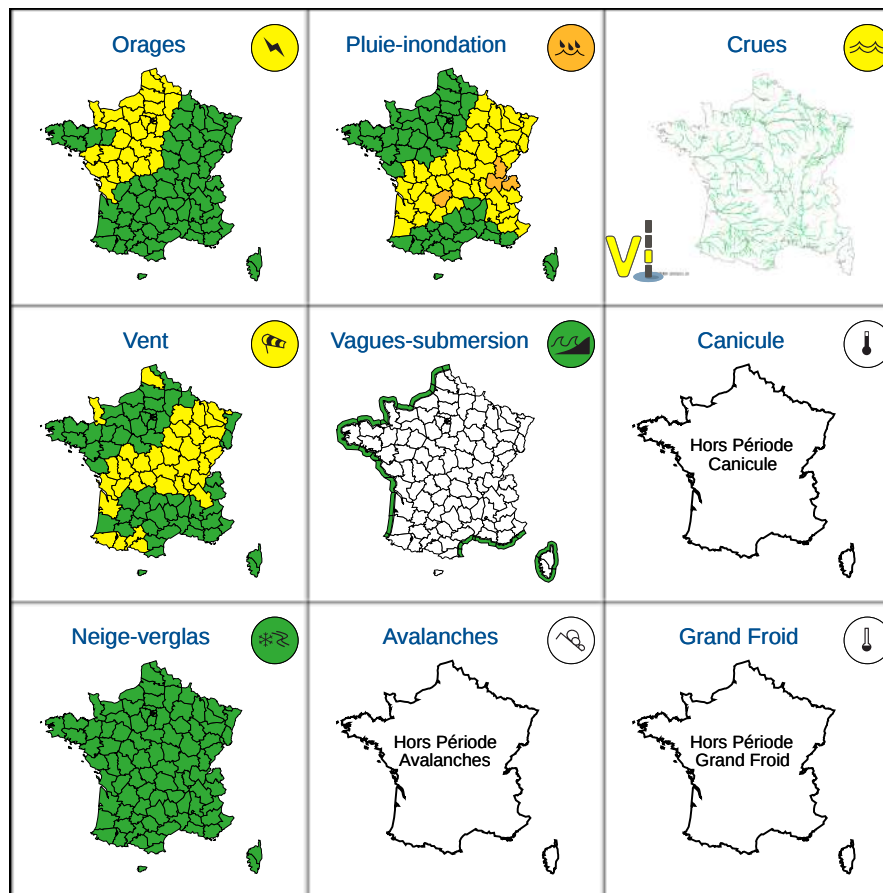 Orages
Pluie-inondation
Crues
Vent
Vagues-submersion
Canicule
Hors Période
Canicule
Neige-verglas
Avalanches
Grand Froid
Hors Période
Avalanches
Hors Période
Grand Froid